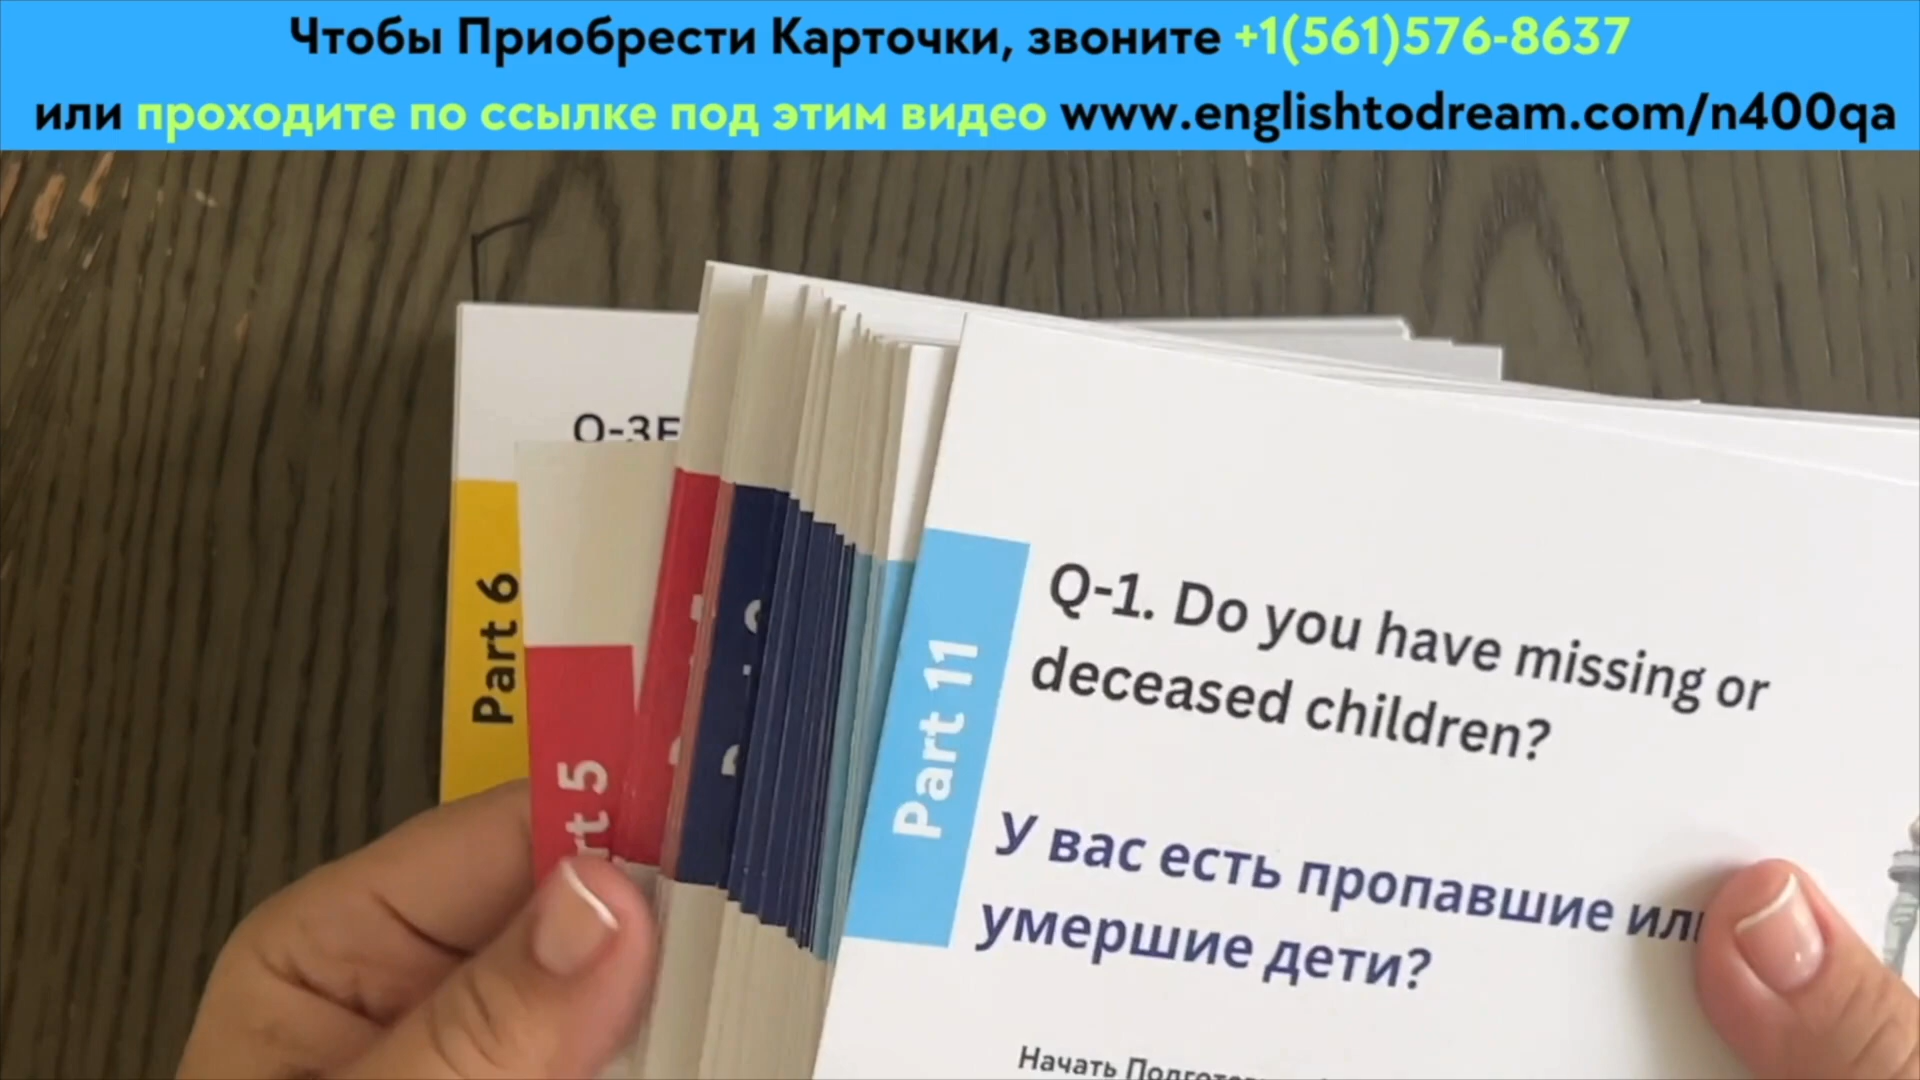 Чтобы Приобрести Карточки, звоните +1(561)576-8637
или проходите по ссылке под этим видео www.englishtodream.com/n400qa
Q-3F
Part 6
rt 5
Part 11
Q-1. Do you have missing or
deceased children?
У вас есть пропавшие или
умершие дети?
Начать